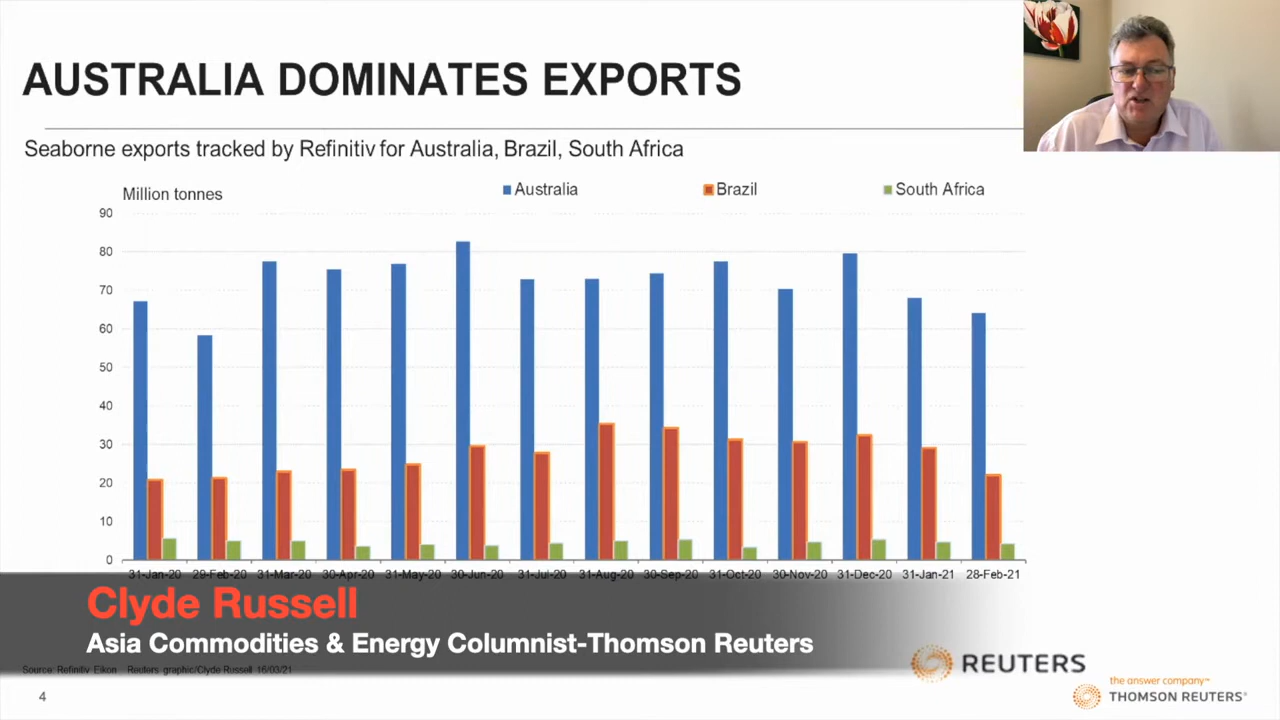 AUSTRALIA DOMINATES EXPORTS
Seaborne exports tracked by Refinitiv for Australia, Brazil, South Africa
Million tonnes
Australia
Brazil
South Africa
90
80
70
60
50
40
30
20
10
0
31-Jan-20 29-Feb-20 31-Mar-20 30-Apr-20 31-May-20 30-Jun-20 31-Jul-20 31-Aug-20 30-Sep-20 31-Oct-20 30-Nov-20 31-Dec-20 31-Jan-21 28-Feb-21
Clyde Russell
Asia Commodities & Energy Columnist-Thomson Reuters
Source: Refinitiv Eikon Reuters graphic/Clyde Russell 16/03/21
REUTERS
4
the answer company™
THOMSON REUTERS®